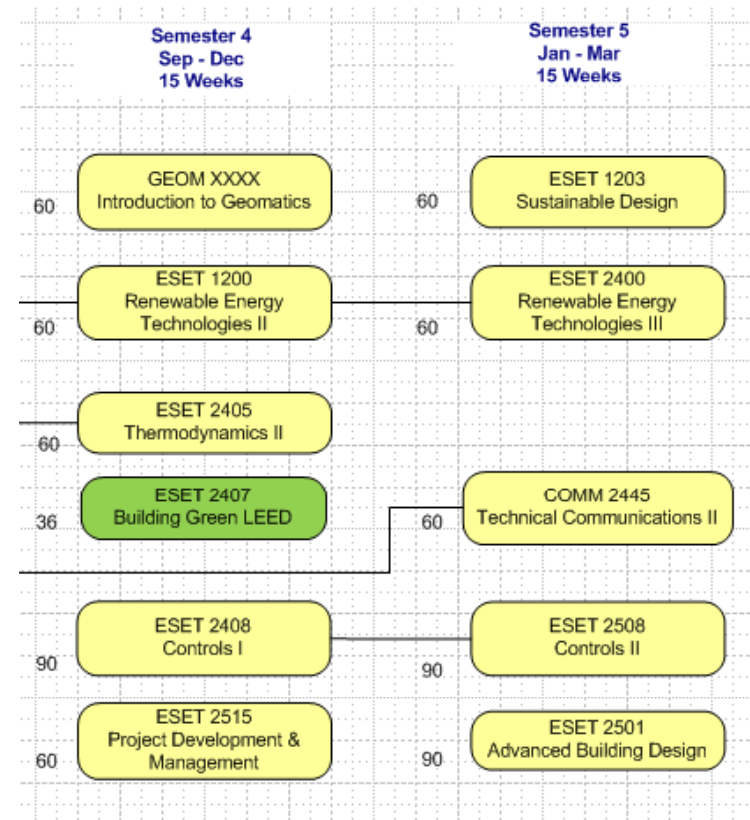 Semester 4
Sep - Dec
15 Weeks
Semester 5
Jan - Mar
15 Weeks
GEOM XXXX
Introduction to Geomatics
60
ESET 1203
Sustainable Design
60
ESET 1200
Renewable Energy
Technologies II
60
ESET 2400
Renewable Energy
Technologies III
60
ESET 2405
Thermodynamics II
60
ESET 2407
Building Green LEED
36
COMM 2445
Technical Communications II
60
ESET 2408
Controls I
90
ESET 2508
Controls II
90
ESET 2515
Project Development &
Management
60
ESET 2501
Advanced Building Design
90